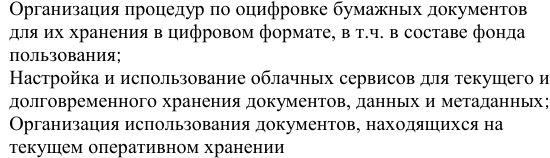 Организация процедур по оцифровке бумажных документов
для их хранения в цифровом формате, в т.ч. в составе фонда
пользования;
Настройка и использование облачных сервисов для текущего и
долговременного хранения документов, данных и метаданных;
Организация использования документов, находящихся на
текущем оперативном хранении